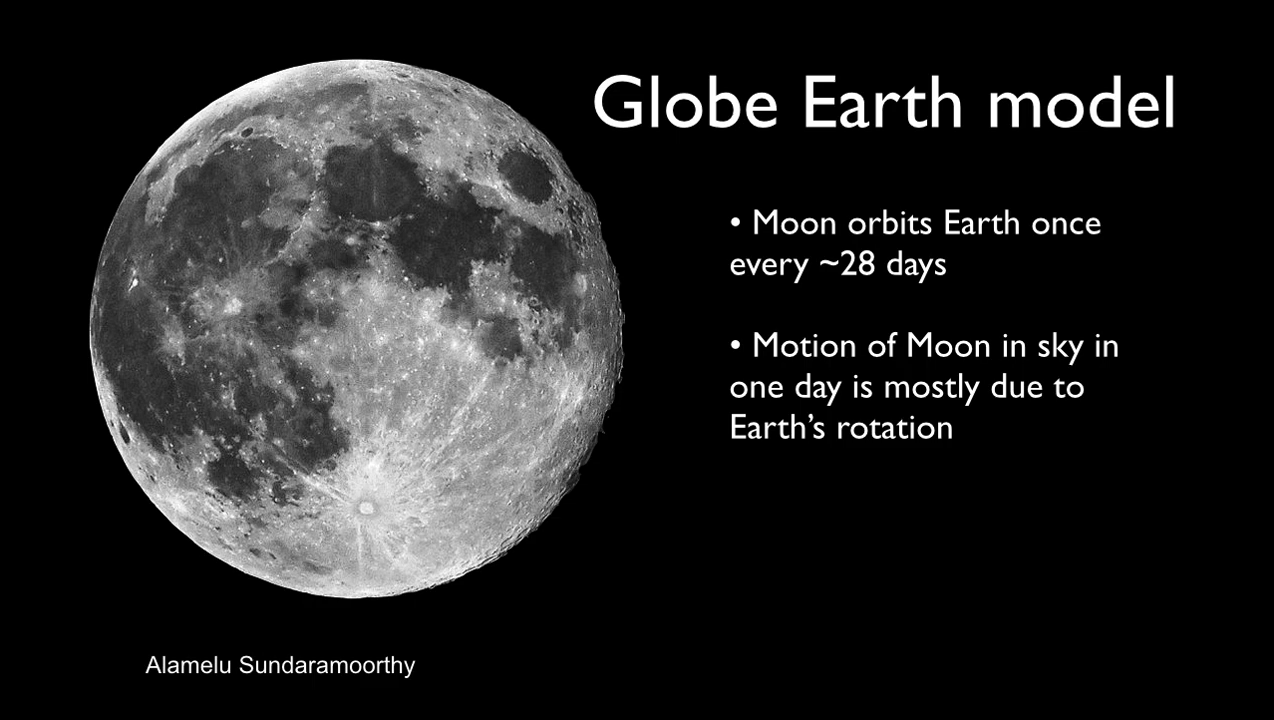 Globe Earth model
• Moon orbits Earth once
every ~28 days
• Motion of Moon in sky in
one day is mostly due to
Earth’s rotation
Alamelu Sundaramoorthy